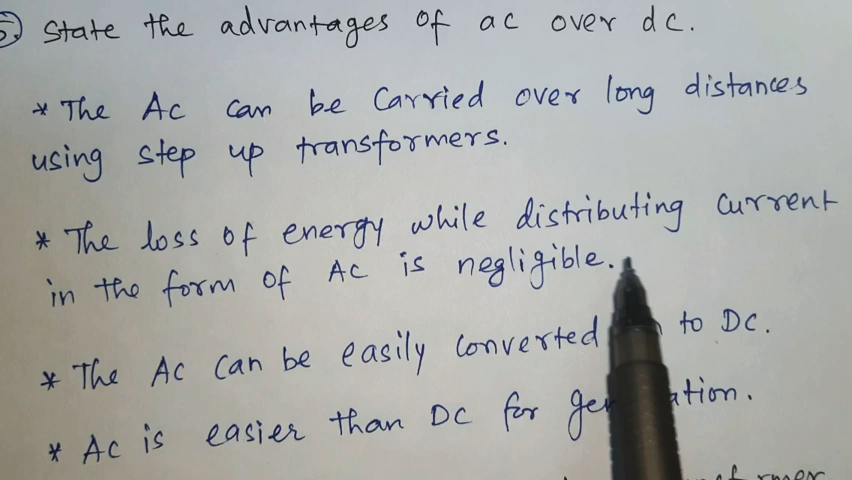 5) State the advantages of ac over dc.
* The AC can be Carried over long distances
using step up transformers.
* The loss of energy while distributing current
in the form of AC is negligible.
* The AC can be easily converted to DC.
* AC is easier than DC for